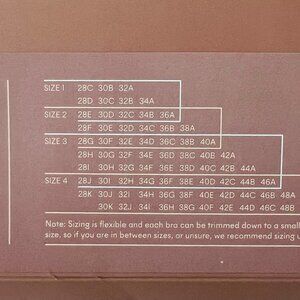 SIZE 1 28C 30B 32A
28D 30C 32B 34A
SIZE 2 28E 30D 32C 34B 36A
28F 30E 32D 34C 36B 38A
SIZE 3 28G 30F 32E 34D 36C 38B 40A
28H 30G 32F 34E 36D 38C 40B 42A
28I 30H 32G 34F 36E 38D 40C 42B 44A
SIZE 4 28J 30I 32H 34G 36F 38E 40D 42C 44B 46A
28K 30J 32I 34H 36G 38F 40E 42D 44C 46B 48A
30K 32J 34I 36H 38G 40F 42E 44D 46C 48B
Note: Sizing is flexible and each bra can be trimmed down to a small
size, so if you are in between sizes, or unsure, we recommend sizing u